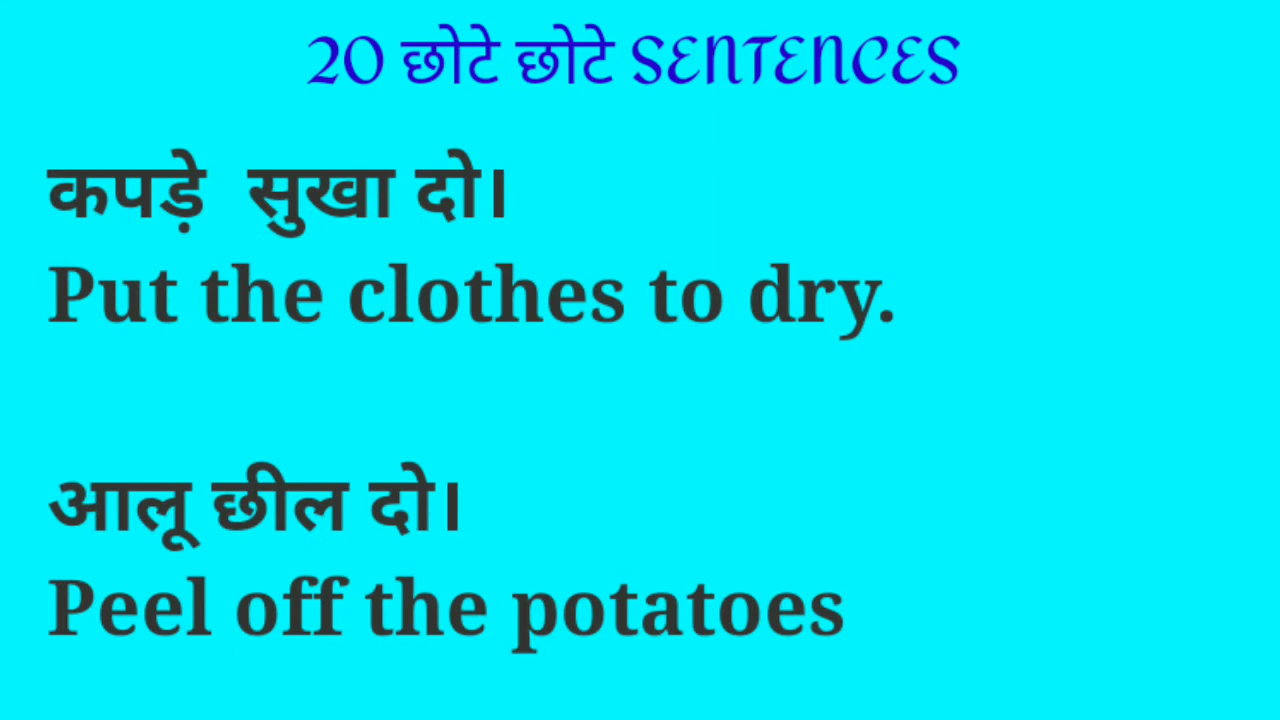 20 छोटे छोटे SENTENCES
कपड़े सुखा दो।
Put the clothes to dry.
आलू छील दो।
Peel off the potatoes